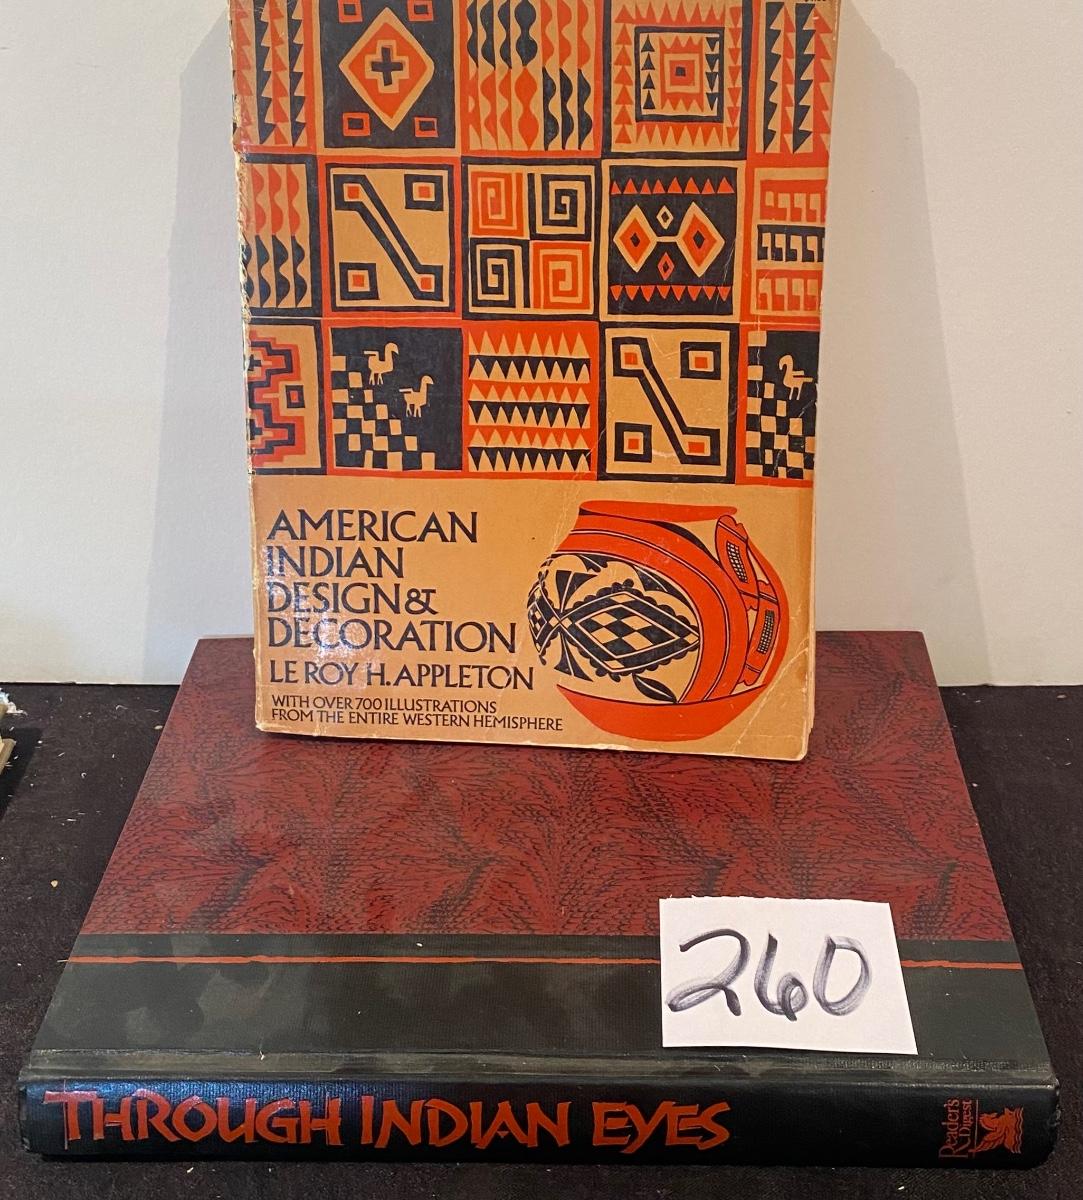 AMERICAN
INDIAN
DESIGN &
DECORATION
LE ROY H. APPLETON
WITH OVER 700 ILLUSTRATIONS
FROM THE ENTIRE WESTERN HEMISPHERE
260
THROUGH INDIAN EYES
Reader's
Digest